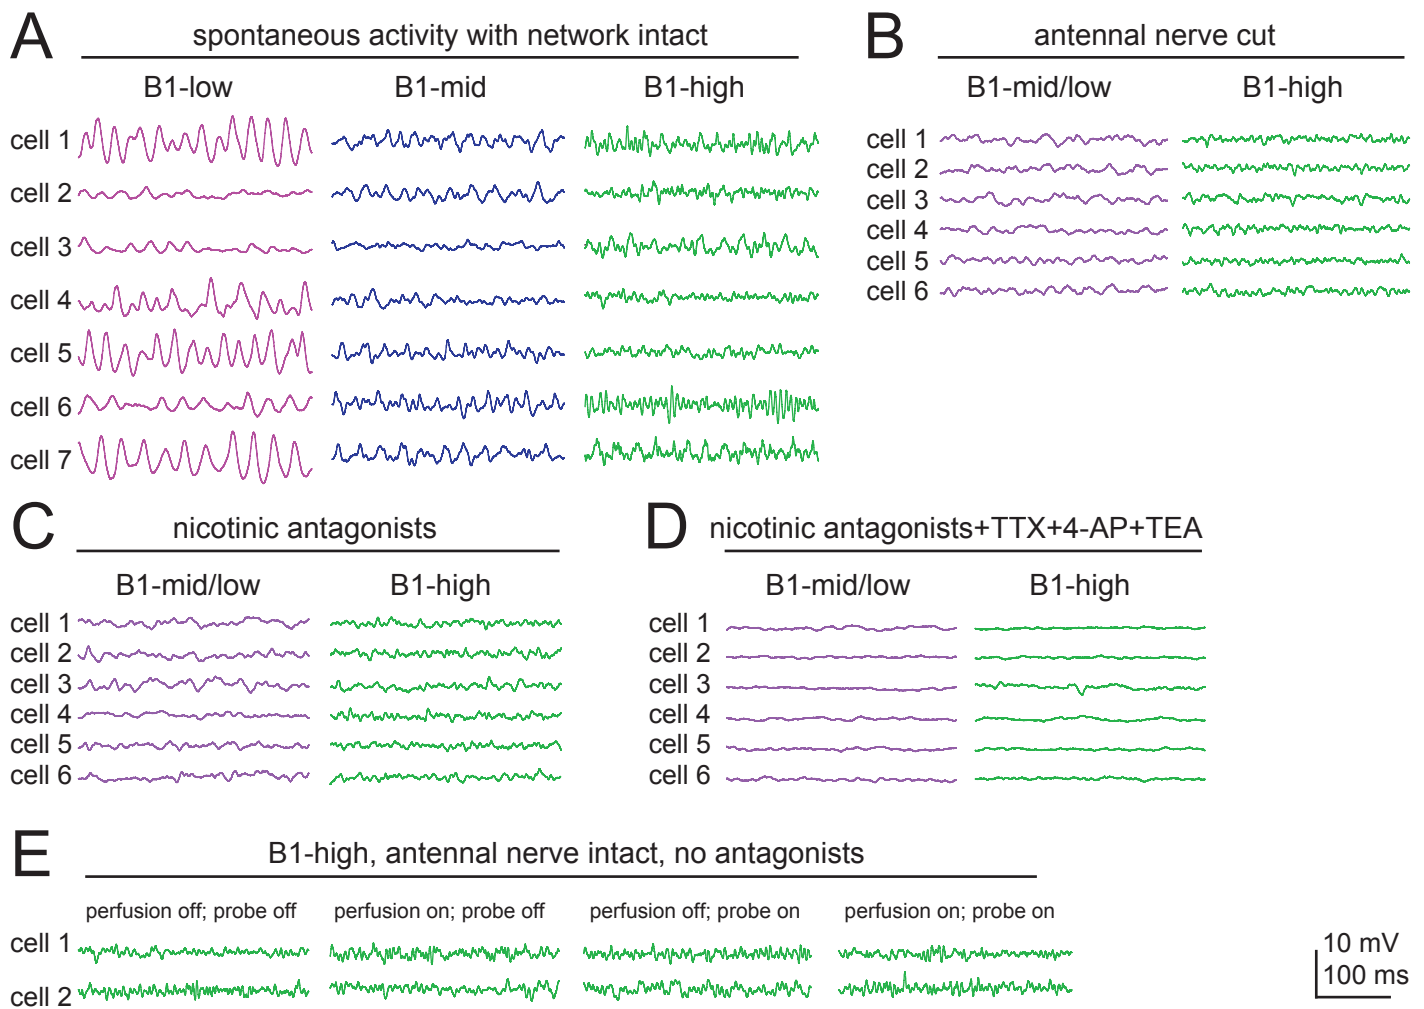 A
spontaneous activity with network intact
B1-low
B1-mid
B1-high
cell 1
cell 2
cell 3
cell 4
cell 5
cell 6
cell 7
B
antennal nerve cut
B1-mid/low
B1-high
cell 1
cell 2
cell 3
cell 4
cell 5
cell 6
C
nicotinic antagonists
B1-mid/low
B1-high
cell 1
cell 2
cell 3
cell 4
cell 5
cell 6
D
nicotinic antagonists+TTX+4-AP+TEA
B1-mid/low
B1-high
cell 1
cell 2
cell 3
cell 4
cell 5
cell 6
E
B1-high, antennal nerve intact, no antagonists
perfusion off; probe off
perfusion on; probe off
perfusion off; probe on
perfusion on; probe on
cell 1
cell 2
10 mV
100 ms